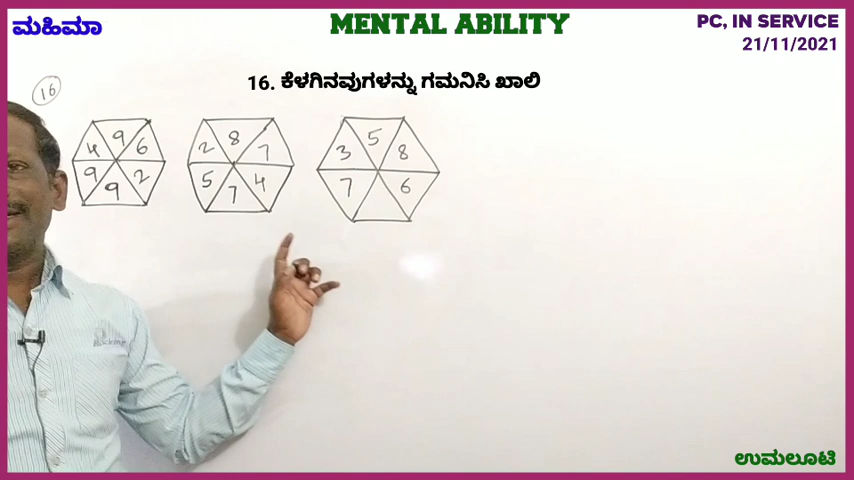 ಮಹಿಮಾ
MENTAL ABILITY
PC, IN SERVICE
21/11/2021
16. ಕೆಳಗಿನವುಗಳನ್ನು ಗಮನಿಸಿ ಖಾಲಿ
16
4 9 6
9 9 2
2 8 7
5 7 4
3 5 8
7 6
ಉಮಲೂಟಿ